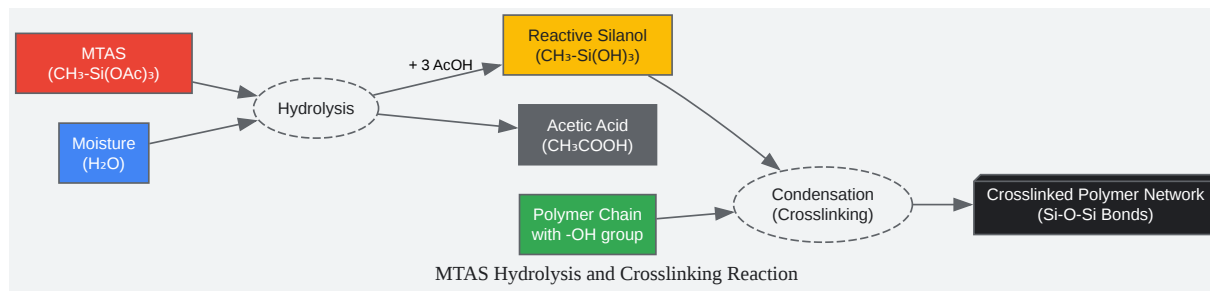 MTAS
(CH₃-Si(OAc)₃)
Moisture
(H₂O)
Hydrolysis
+ 3 AcOH
Reactive Silanol
(CH₃-Si(OH)₃)
Acetic Acid
(CH₃COOH)
Polymer Chain
with -OH group
Condensation
(Crosslinking)
Crosslinked Polymer Network
(Si-O-Si Bonds)
MTAS Hydrolysis and Crosslinking Reaction